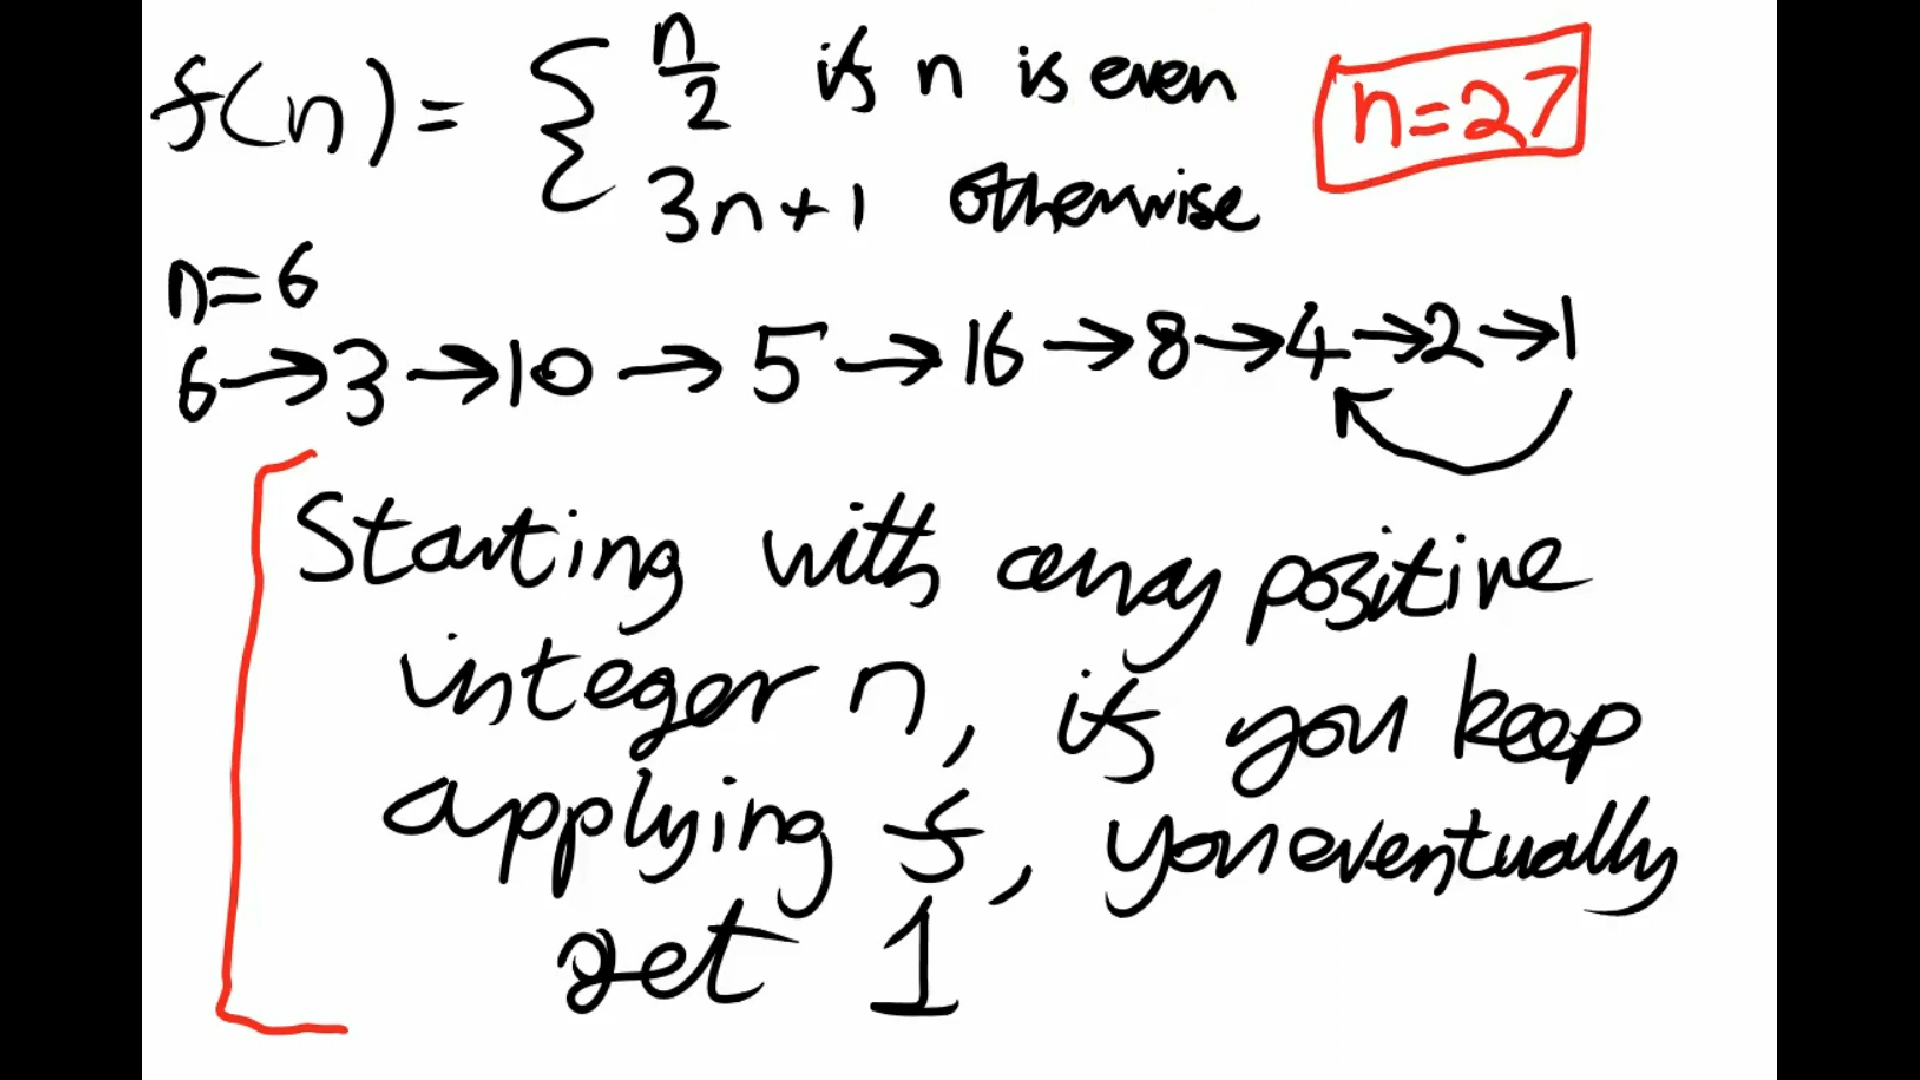 f(n) = { n/2 if n is even
3n+1 otherwise
n=27
n=6
6→3→10→5→16→8→4→2→1
Starting with any positive
integer n, if you keep
applying f, you eventually
get 1